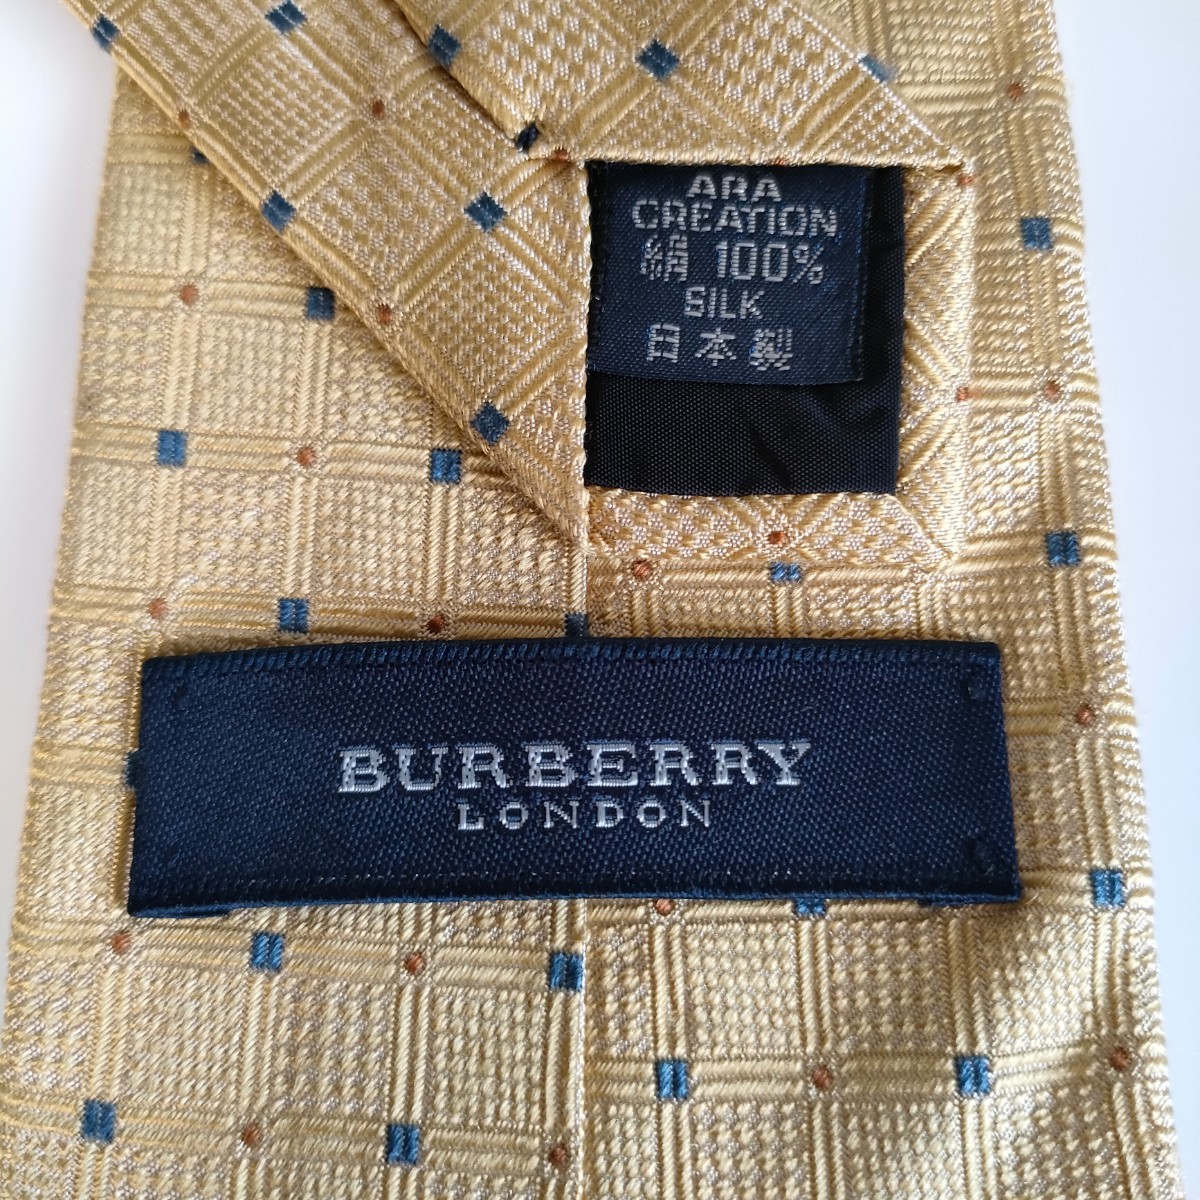 ARA
CREATION
絹 100%
SILK
日本製
BURBERRY
LONDON